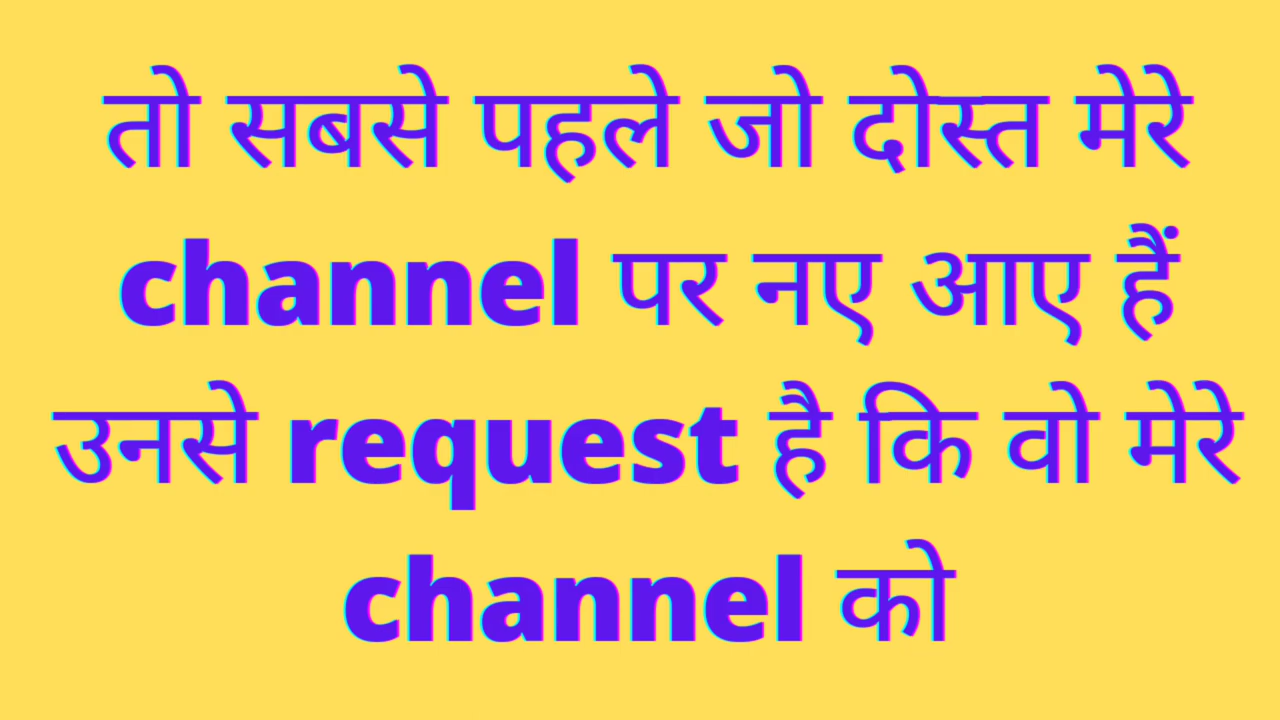 तो सबसे पहले जो दोस्त मेरे
channel पर नए आए हैं
उनसे request है कि वो मेरे
channel को